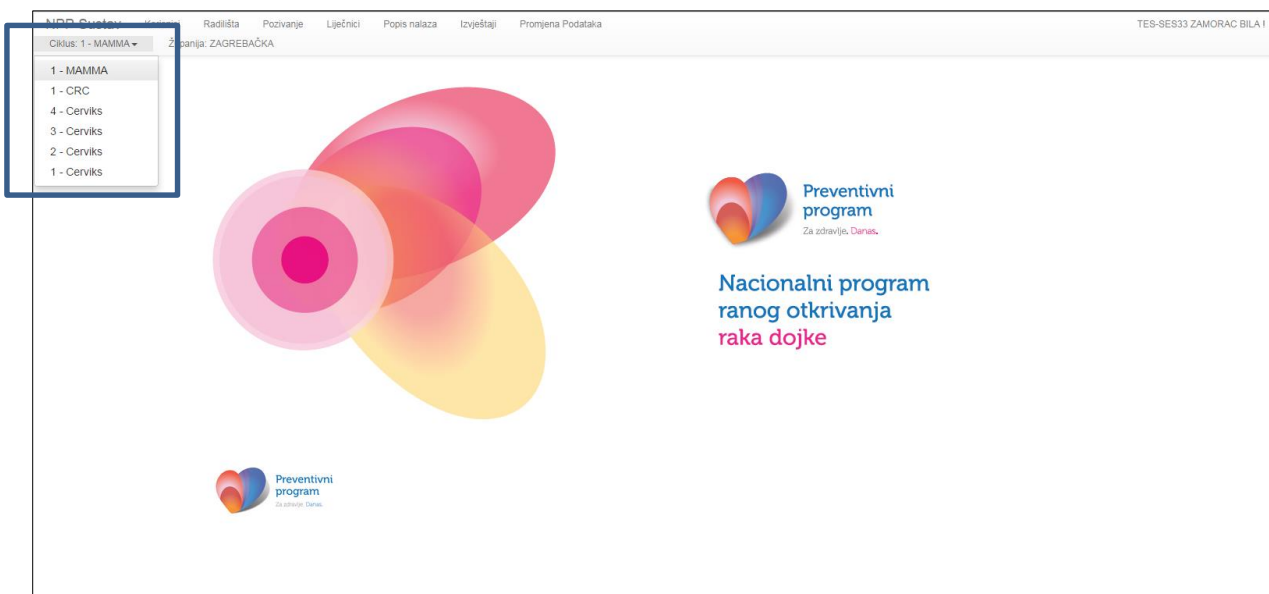 NPP Sustav Korisnici Radilišta Pozivanje Liječnici Popis nalaza Izvještaji Promjena Podataka TES-SES33 ZAMORAC BILA !
Ciklus: 1 - MAMMA Županija: ZAGREBAČKA
1 - MAMMA
1 - CRC
4 - Cerviks
3 - Cerviks
2 - Cerviks
1 - Cerviks
Preventivni
program
Za zdravlje. Danas.
Nacionalni program
ranog otkrivanja
raka dojke
Preventivni
program
Za zdravlje. Danas.